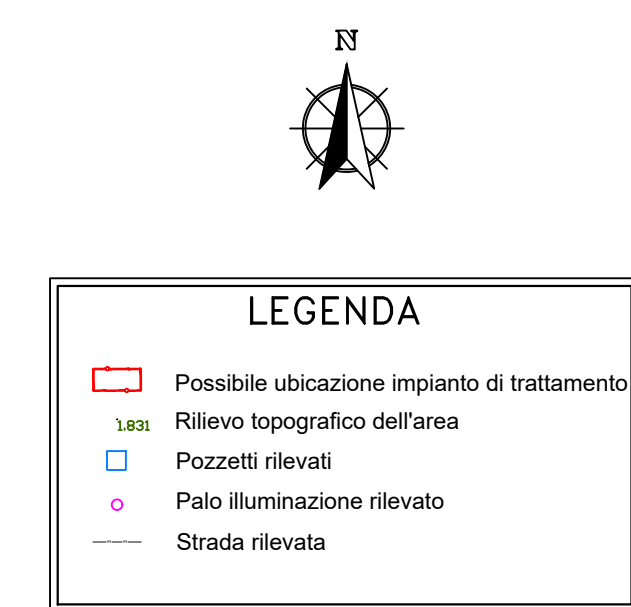 N
LEGENDA
Possibile ubicazione impianto di trattamento
1.831 Rilievo topografico dell'area
Pozzetti rilevati
Palo illuminazione rilevato
Strada rilevata